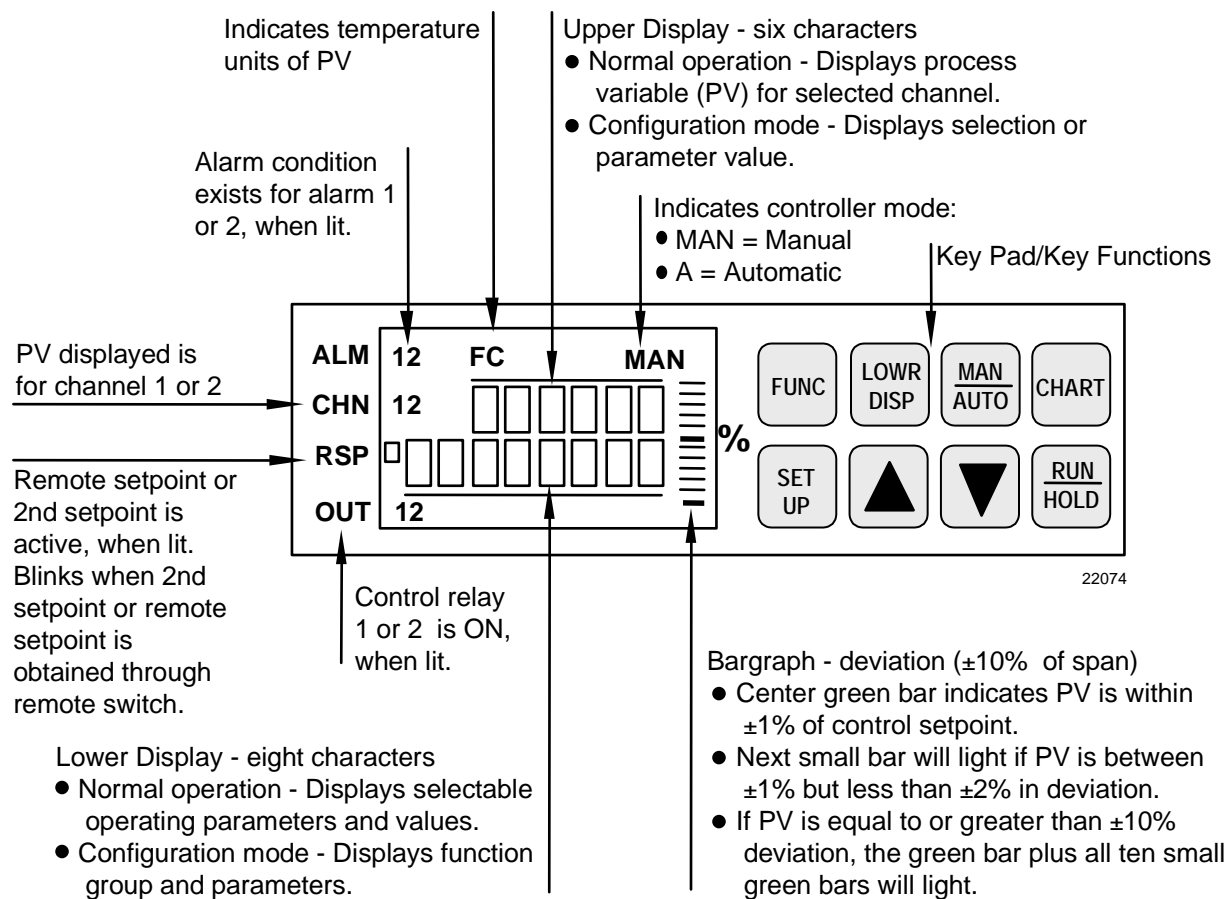 Indicates temperature
units of PV
Upper Display - six characters
● Normal operation - Displays process
variable (PV) for selected channel.
● Configuration mode - Displays selection or
parameter value.
Alarm condition
exists for alarm 1
or 2, when lit.
Indicates controller mode:
● MAN = Manual
● A = Automatic
Key Pad/Key Functions
PV displayed is
for channel 1 or 2
Remote setpoint or
2nd setpoint is
active, when lit.
Blinks when 2nd
setpoint or remote
setpoint is
obtained through
remote switch.
ALM 12 FC MAN
CHN 12
RSP %
OUT 12
FUNC
LOWR
DISP
MAN
AUTO
CHART
SET
UP
▲
▼
RUN
HOLD
22074
Control relay
1 or 2 is ON,
when lit.
Lower Display - eight characters
● Normal operation - Displays selectable
operating parameters and values.
● Configuration mode - Displays function
group and parameters.
Bargraph - deviation (±10% of span)
● Center green bar indicates PV is within
±1% of control setpoint.
● Next small bar will light if PV is between
±1% but less than ±2% in deviation.
● If PV is equal to or greater than ±10%
deviation, the green bar plus all ten small
green bars will light.